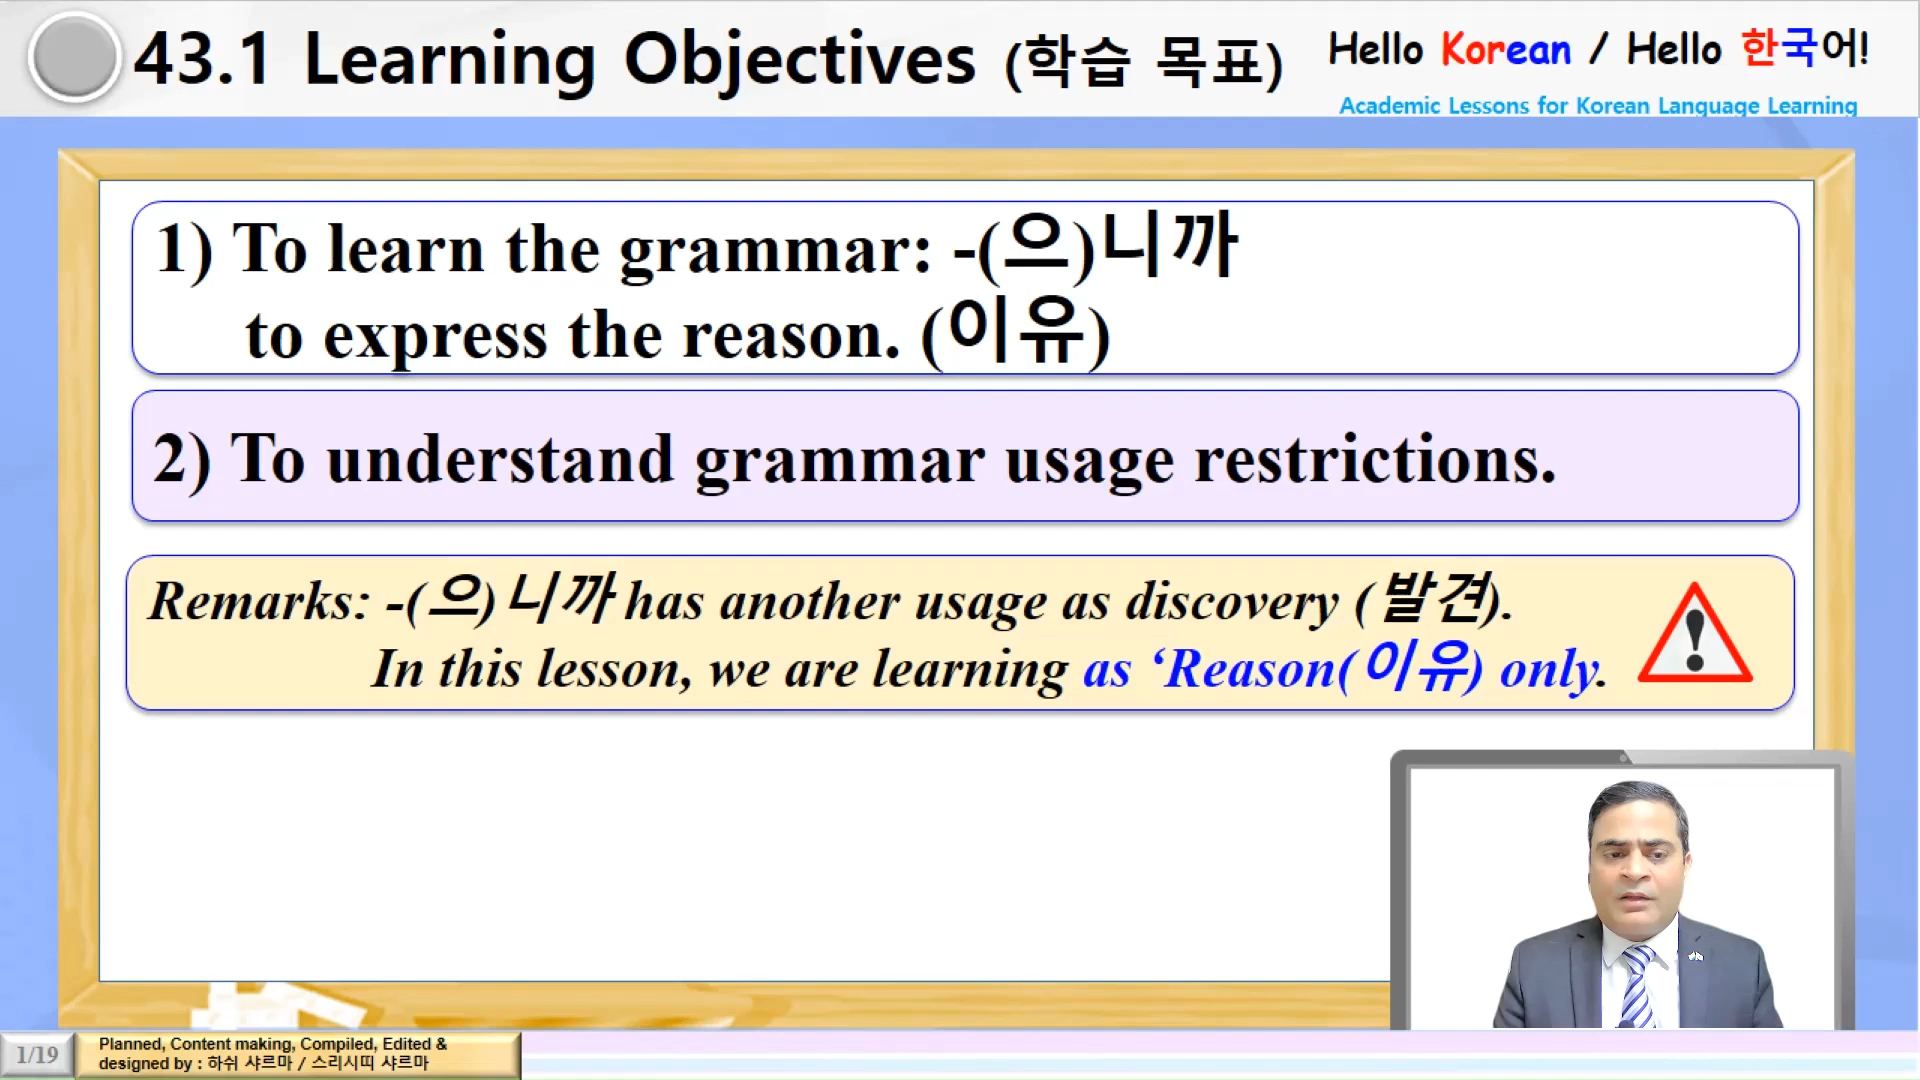 43.1 Learning Objectives (학습 목표)
Hello Korean / Hello 한국어!
Academic Lessons for Korean Language Learning
1) To learn the grammar: -(으)니까
to express the reason. (이유)
2) To understand grammar usage restrictions.
Remarks: -(으)니까 has another usage as discovery (발견).
In this lesson, we are learning as ‘Reason(이유) only.
1/19
Planned, Content making, Compiled, Edited &
designed by : 하쉬 샤르마 / 스리시띠 샤르마